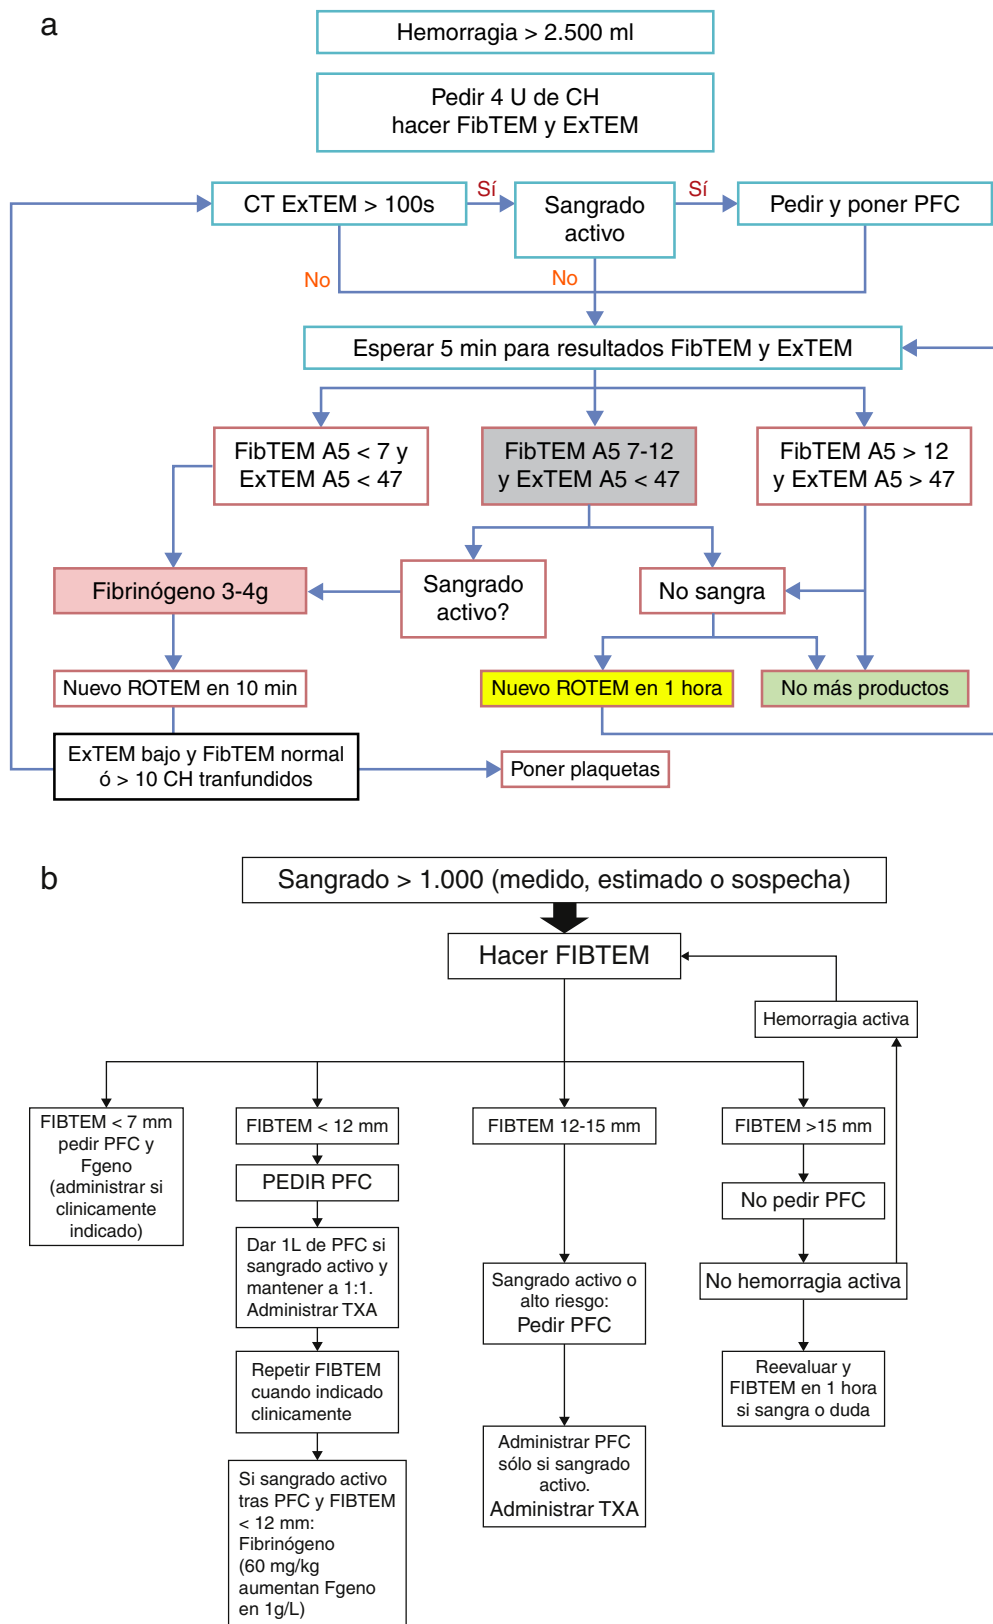 a
Hemorragia > 2.500 ml
Pedir 4 U de CH
hacer FibTEM y ExTEM
CT ExTEM > 100s
Sí
Sangrado
activo
Sí
Pedir y poner PFC
No
No
Esperar 5 min para resultados FibTEM y ExTEM
FibTEM A5 < 7 y
ExTEM A5 < 47
FibTEM A5 7-12
y ExTEM A5 < 47
FibTEM A5 > 12
y ExTEM A5 > 47
Fibrinógeno 3-4g
Sangrado
activo?
No sangra
Nuevo ROTEM en 10 min
Nuevo ROTEM en 1 hora
No más productos
ExTEM bajo y FibTEM normal
ó > 10 CH tranfundidos
Poner plaquetas
b
Sangrado > 1.000 (medido, estimado o sospecha)
Hacer FIBTEM
Hemorragia activa
FIBTEM < 7 mm
pedir PFC y
Fgeno
(administrar si
clinicamente
indicado)
FIBTEM < 12 mm
PEDIR PFC
Dar 1L de PFC si
sangrado activo y
mantener a 1:1.
Administrar TXA
Repetir FIBTEM
cuando indicado
clinicamente
Si sangrado activo
tras PFC y FIBTEM
< 12 mm:
Fibrinógeno
(60 mg/kg
aumentan Fgeno
en 1g/L)
FIBTEM 12-15 mm
Sangrado activo o
alto riesgo:
Pedir PFC
Administrar PFC
sólo si sangrado
activo.
Administrar TXA
FIBTEM >15 mm
No pedir PFC
No hemorragia activa
Reevaluar y
FIBTEM en 1 hora
si sangra o duda